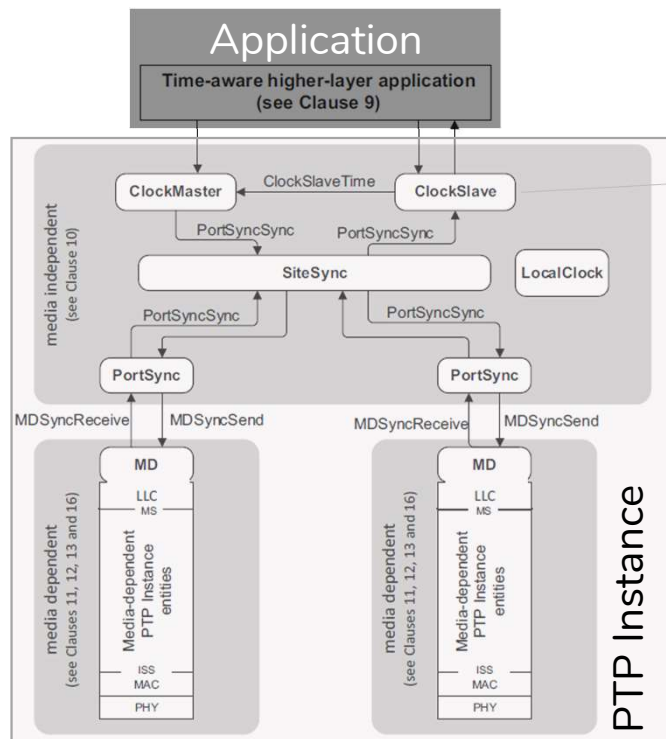 Application
Time-aware higher-layer application
(see Clause 9)
ClockMaster
ClockSlaveTime
ClockSlave
PortSyncSync
PortSyncSync
SiteSync
LocalClock
media independent
(see Clause 10)
PortSyncSync
PortSyncSync
PortSync
PortSync
MDSyncReceive
MDSyncSend
MDSyncReceive
MDSyncSend
media dependent
(see Clauses 11, 12, 13 and 16)
MD
LLC
MS
Media-dependent
PTP Instance
entities
ISS
MAC
PHY
media dependent
(see Clauses 11, 12, 13 and 16)
MD
LLC
MS
Media-dependent
PTP Instance
entities
ISS
MAC
PHY
PTP Instance